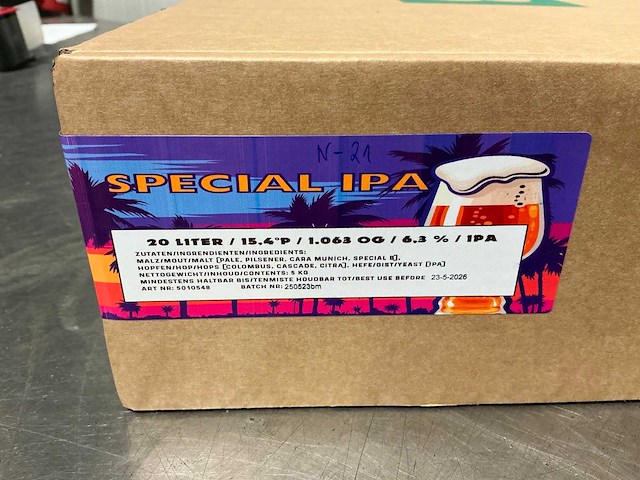 N-21
SPECIAL IPA
20 LITER / 15.4°P / 1.063 OG / 6.3 % / IPA
ZUTATEN/INGREDIENTEN/INGREDIENTS:
MALZ/MOUT/MALT [PALE, PILSENER, CARA MUNICH, SPECIAL B],
HOPFEN/HOP/HOPS [COLOMBUS, CASCADE, CITRA], HEFE/GIST/YEAST [IPA]
NETTOGEWICHT/INHOUD/CONTENTS: 5 KG
MINDESTENS HALTBAR BIS/TENMINSTE HOUDBAR TOT/BEST USE BEFORE 23-5-2026
ART NR: 5010548 BATCH NR: 250523bm